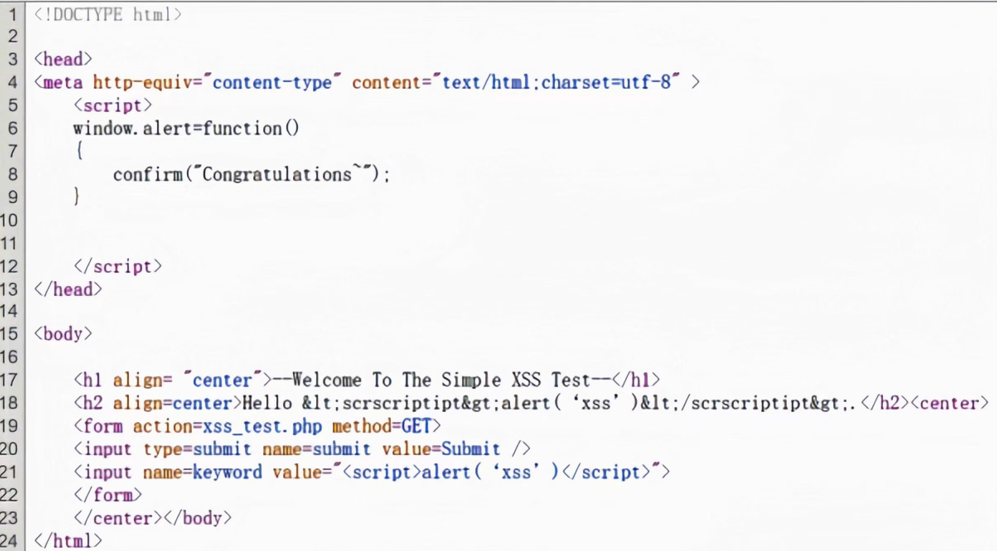 1 <!DOCTYPE html>
2
3 <head>
4 <meta http-equiv="content-type" content="text/html;charset=utf-8" >
5 <script>
6 window.alert=function()
7 {
8 confirm("Congratulations~");
9 }
10
11
12 </script>
13 </head>
14
15 <body>
16
17 <h1 align= "center">--Welcome To The Simple XSS Test--</h1>
18 <h2 align=center>Hello &lt;scrscriptipt&gt;alert( ‘xss’ )&lt;/scrscriptipt&gt;.</h2><center>
19 <form action=xss_test.php method=GET>
20 <input type=submit name=submit value=Submit />
21 <input name=keyword value="<script>alert( ‘xss’ )</script>">
22 </form>
23 </center></body>
24 </html>